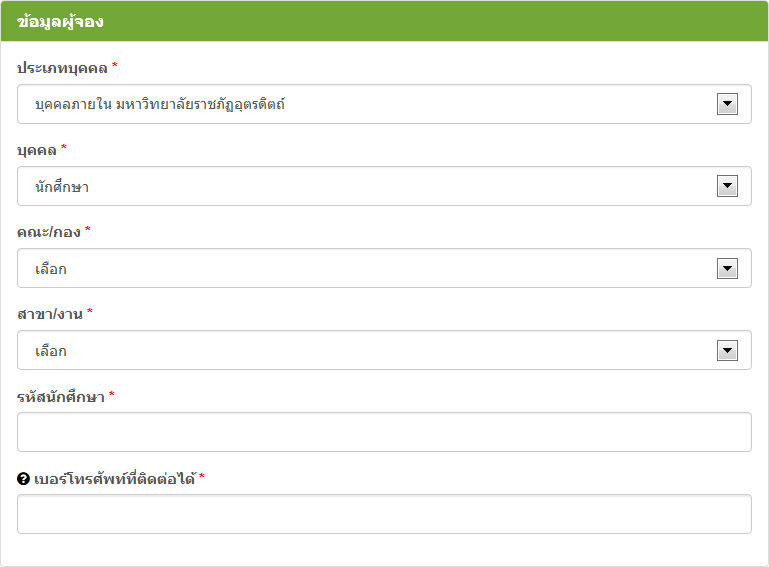 ข้อมูลผู้จอง
ประเภทบุคคล *
บุคคลภายใน มหาวิทยาลัยราชภัฏอุตรดิตถ์
บุคคล *
นักศึกษา
คณะ/กอง *
เลือก
สาขา/งาน *
เลือก
รหัสนักศึกษา *
? เบอร์โทรศัพท์ที่ติดต่อได้ *